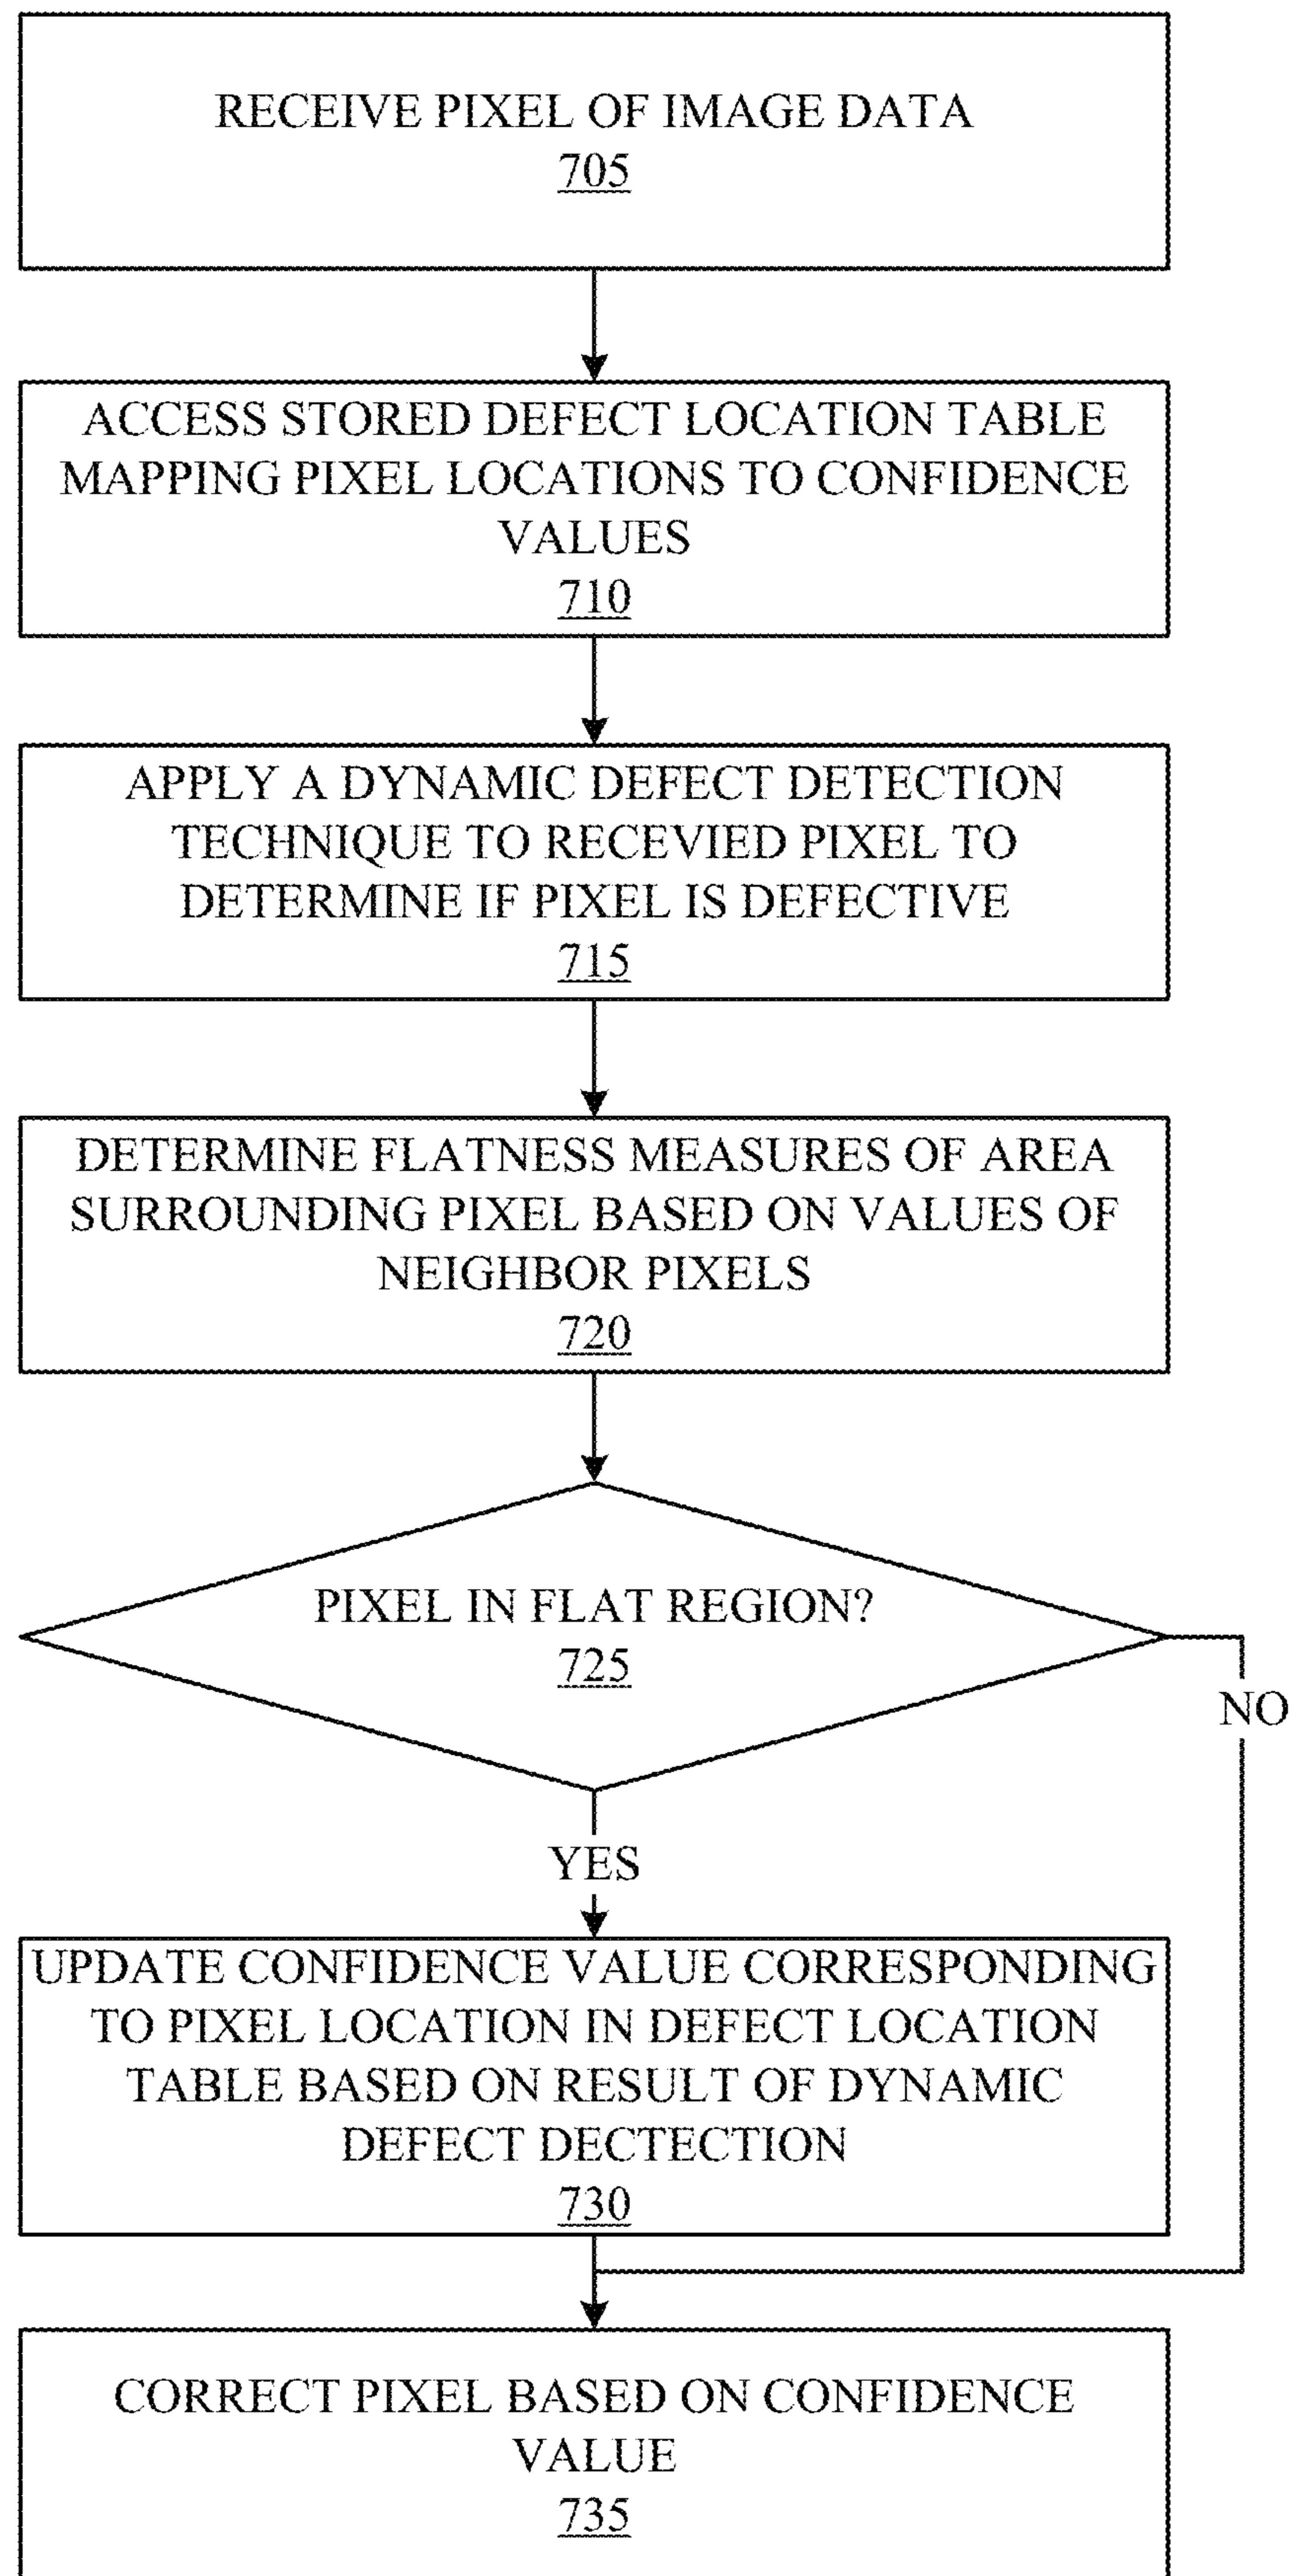 RECEIVE PIXEL OF IMAGE DATA
705
ACCESS STORED DEFECT LOCATION TABLE
MAPPING PIXEL LOCATIONS TO CONFIDENCE
VALUES
710
APPLY A DYNAMIC DEFECT DETECTION
TECHNIQUE TO RECEVIED PIXEL TO
DETERMINE IF PIXEL IS DEFECTIVE
715
DETERMINE FLATNESS MEASURES OF AREA
SURROUNDING PIXEL BASED ON VALUES OF
NEIGHBOR PIXELS
720
PIXEL IN FLAT REGION?
725
NO
YES
UPDATE CONFIDENCE VALUE CORRESPONDING
TO PIXEL LOCATION IN DEFECT LOCATION
TABLE BASED ON RESULT OF DYNAMIC
DEFECT DECTECTION
730
CORRECT PIXEL BASED ON CONFIDENCE
VALUE
735